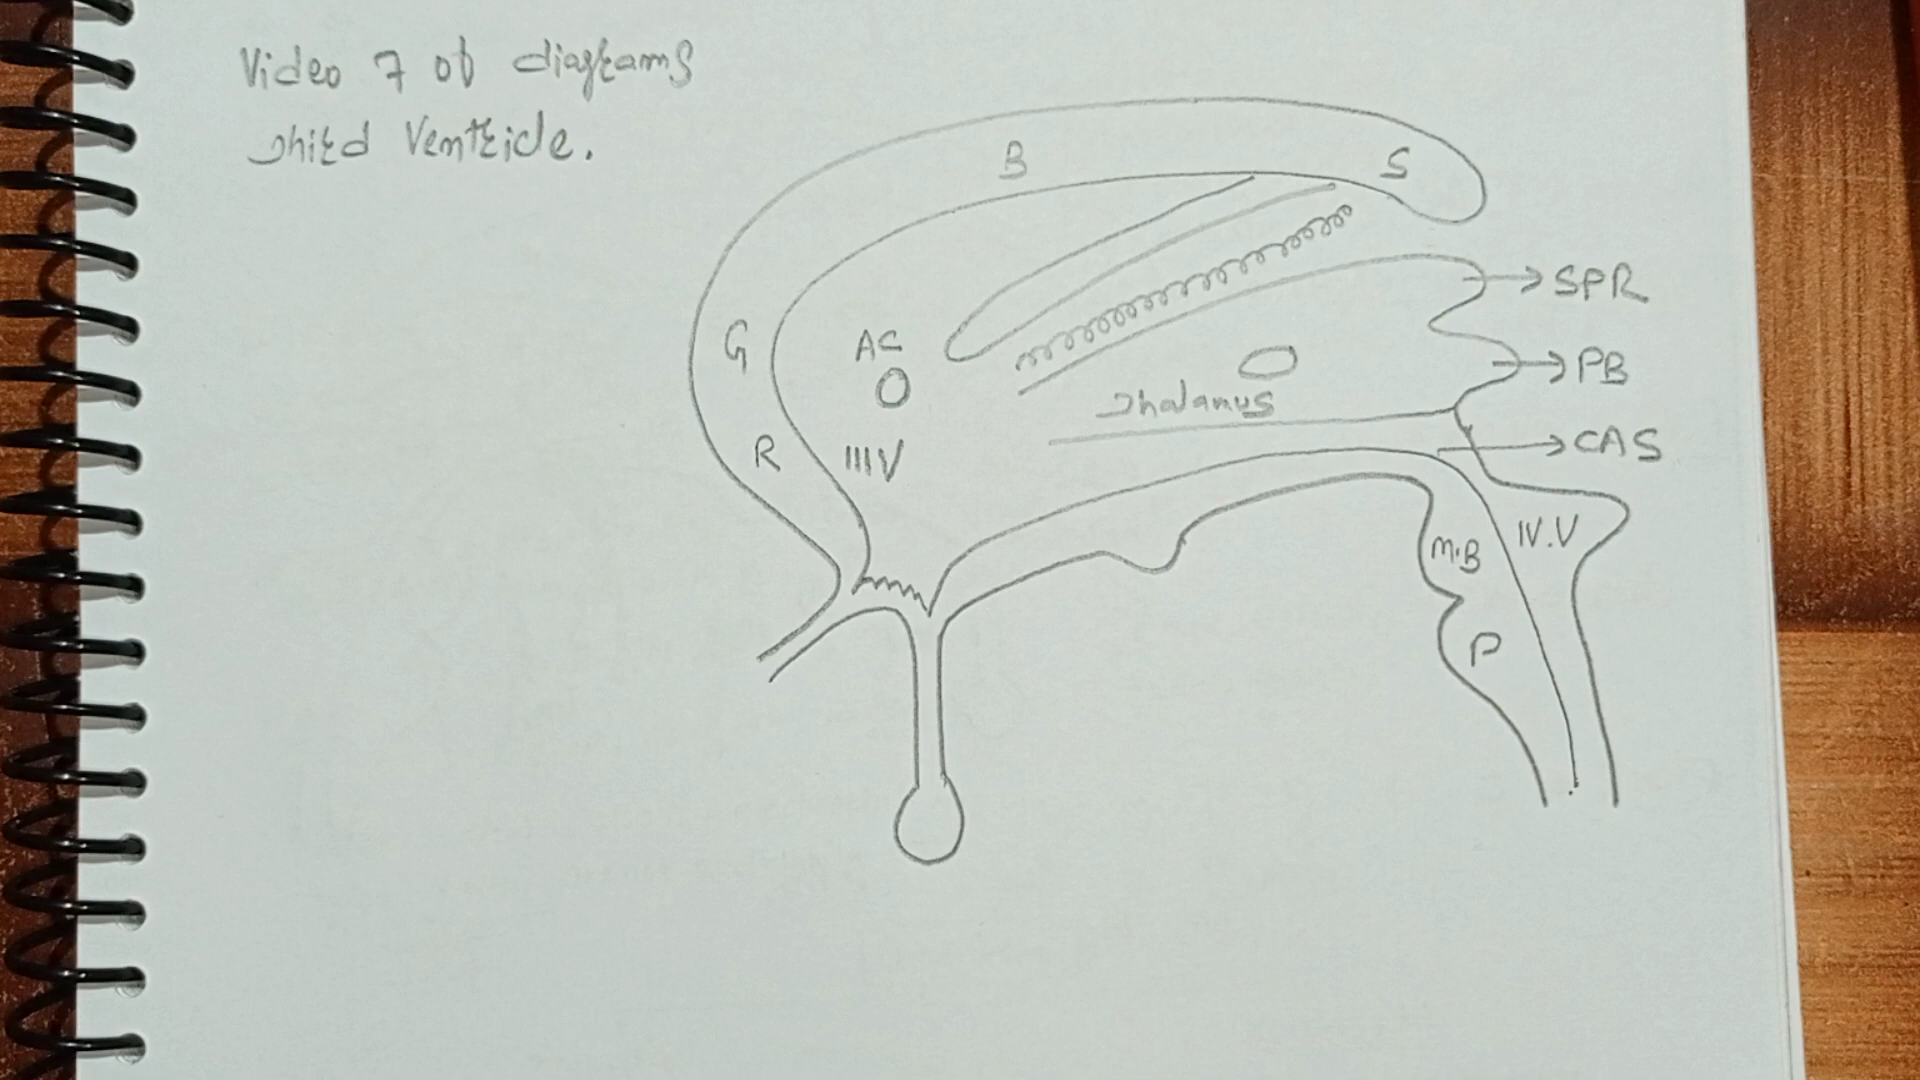 Video 7 of diagrams
Third Ventricle.
B
S
SPR
G
AC
PB
Thalamus
R
III V
CAS
IV.V
M.B
P